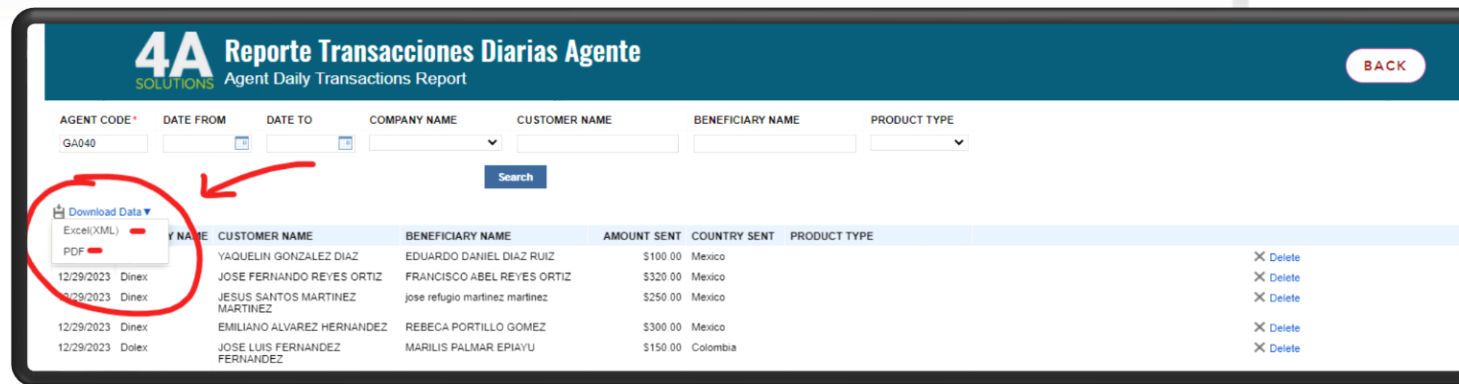 4A SOLUTIONS
Reporte Transacciones Diarias Agente
Agent Daily Transactions Report
BACK
AGENT CODE* DATE FROM DATE TO COMPANY NAME CUSTOMER NAME BENEFICIARY NAME PRODUCT TYPE
GA040
Search
Download Data▼
Excel(XML)
PDF
Y NAME CUSTOMER NAME BENEFICIARY NAME AMOUNT SENT COUNTRY SENT PRODUCT TYPE
YAQUELIN GONZALEZ DIAZ EDUARDO DANIEL DIAZ RUIZ $100.00 Mexico Delete
12/29/2023 Dinex JOSE FERNANDO REYES ORTIZ FRANCISCO ABEL REYES ORTIZ $320.00 Mexico Delete
12/29/2023 Dinex JESUS SANTOS MARTINEZ jose refugio martinez martinez $250.00 Mexico Delete
MARTINEZ
12/29/2023 Dinex EMILIANO ALVAREZ HERNANDEZ REBECA PORTILLO GOMEZ $300.00 Mexico Delete
12/29/2023 Dolex JOSE LUIS FERNANDEZ MARILIS PALMAR EPIAYU $150.00 Colombia Delete
FERNANDEZ